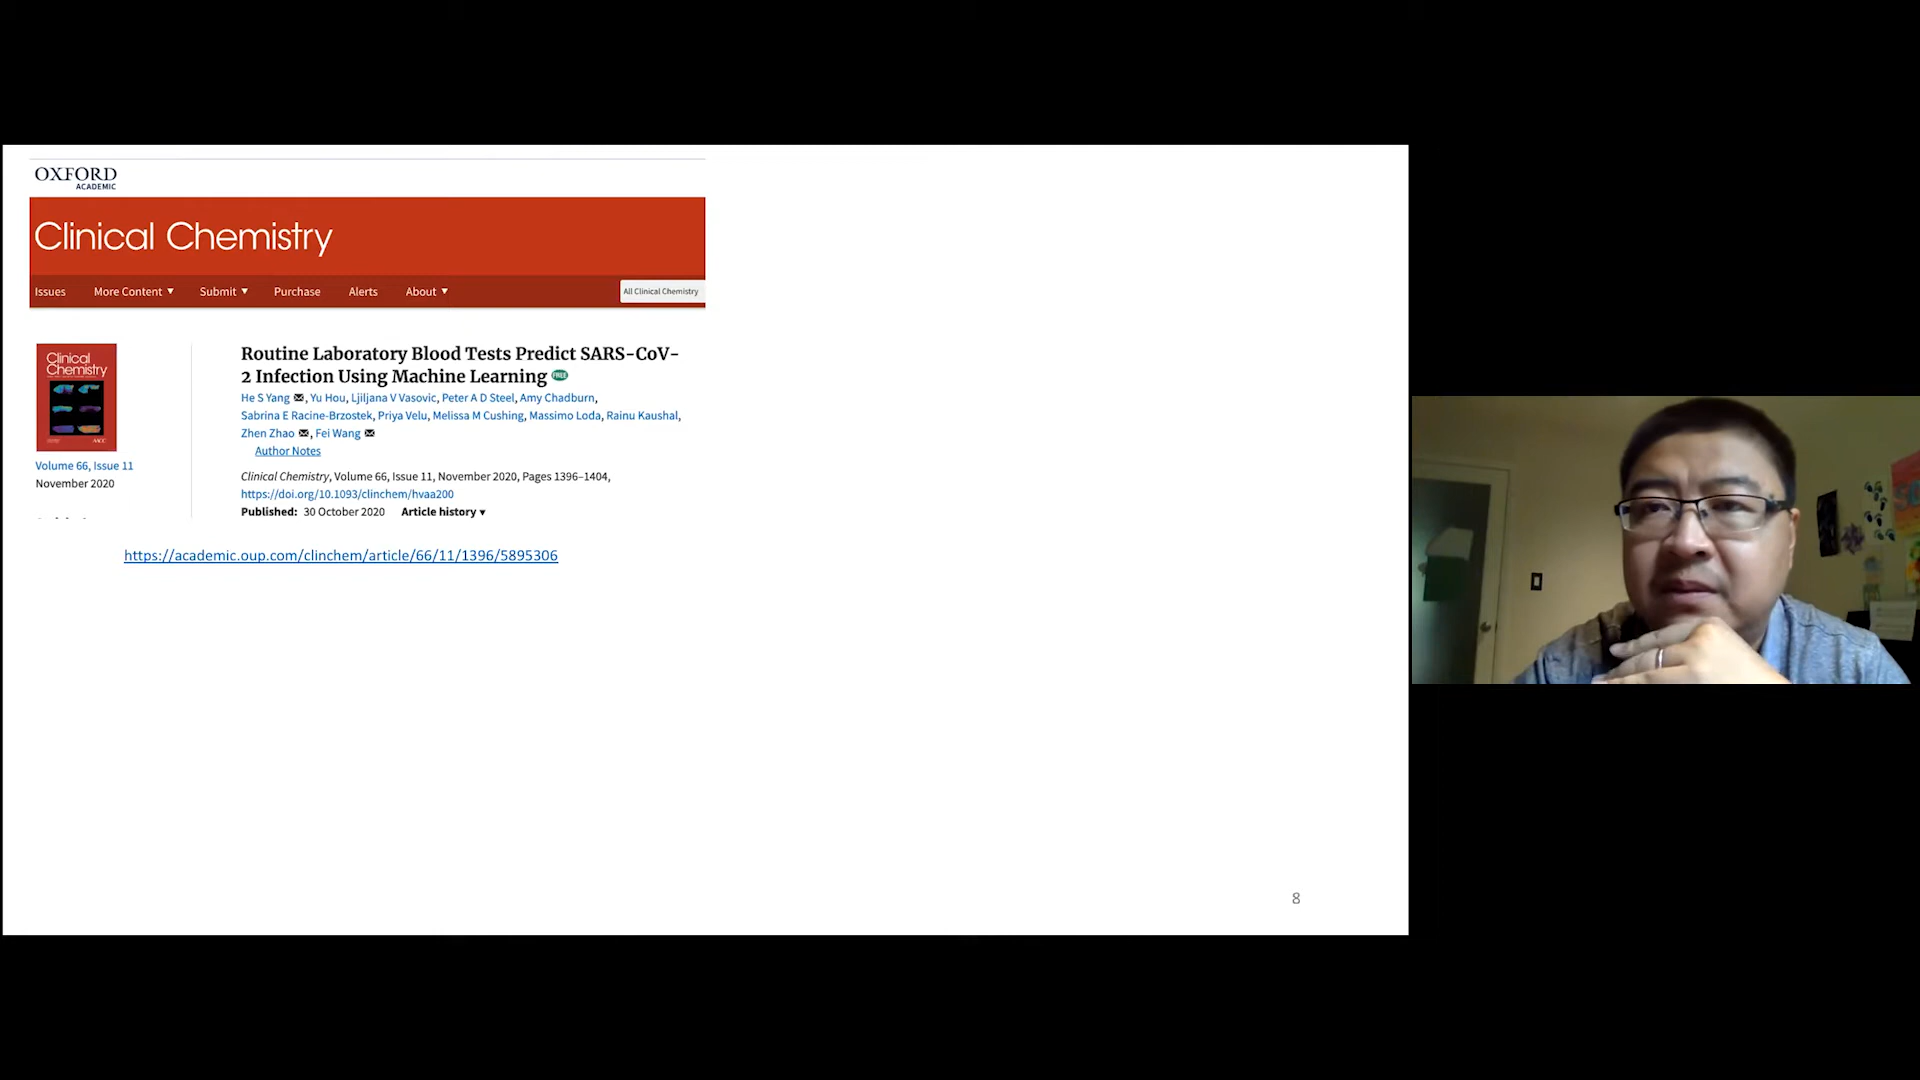 OXFORD
ACADEMIC
Clinical Chemistry
Issues More Content ▼ Submit ▼ Purchase Alerts About ▼ All Clinical Chemistry
Clinical
Chemistry
AACC
Volume 66, Issue 11
November 2020
Routine Laboratory Blood Tests Predict SARS-CoV-
2 Infection Using Machine Learning FREE
He S Yang ✉, Yu Hou, Ljiljana V Vasovic, Peter A D Steel, Amy Chadburn,
Sabrina E Racine-Brzostek, Priya Velu, Melissa M Cushing, Massimo Loda, Rainu Kaushal,
Zhen Zhao ✉, Fei Wang ✉
Author Notes
Clinical Chemistry, Volume 66, Issue 11, November 2020, Pages 1396–1404,
https://doi.org/10.1093/clinchem/hvaa200
Published: 30 October 2020 Article history ▾
https://academic.oup.com/clinchem/article/66/11/1396/5895306
8